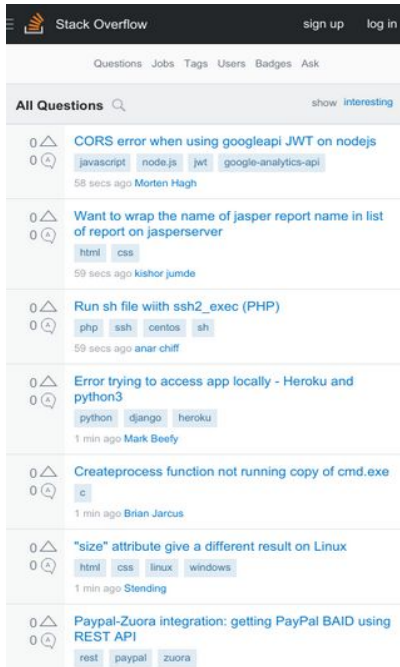 Stack Overflow sign up log in
Questions Jobs Tags Users Badges Ask
All Questions show interesting
0 CORS error when using googleapi JWT on nodejs
0 A javascript node.js jwt google-analytics-api
58 secs ago Morten Hagh
0 Want to wrap the name of jasper report name in list
0 A of report on jasperserver
html css
59 secs ago kishor jumde
0 Run sh file wiith ssh2_exec (PHP)
0 A php ssh centos sh
59 secs ago anar chiff
0 Error trying to access app locally - Heroku and
0 A python3
python django heroku
1 min ago Mark Beefy
0 Createprocess function not running copy of cmd.exe
0 A c
1 min ago Brian Jarcus
0 "size" attribute give a different result on Linux
0 A html css linux windows
1 min ago Stending
0 Paypal-Zuora integration: getting PayPal BAID using
0 A REST API
rest paypal zuora